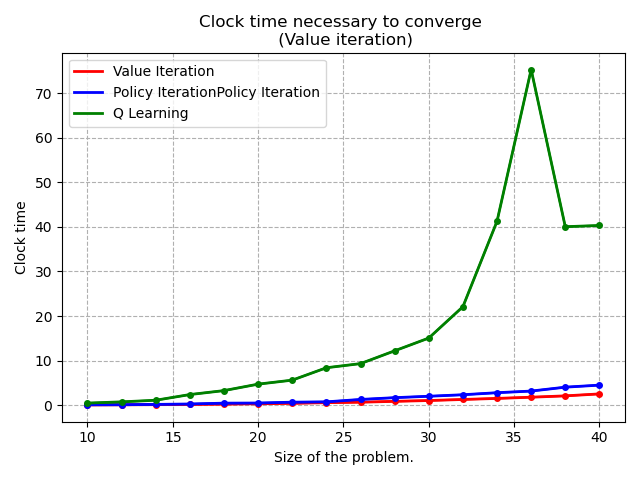 Clock time necessary to converge
(Value iteration)
Value Iteration
Policy IterationPolicy Iteration
Q Learning
Clock time
70
60
50
40
30
20
10
0
10 15 20 25 30 35 40
Size of the problem.